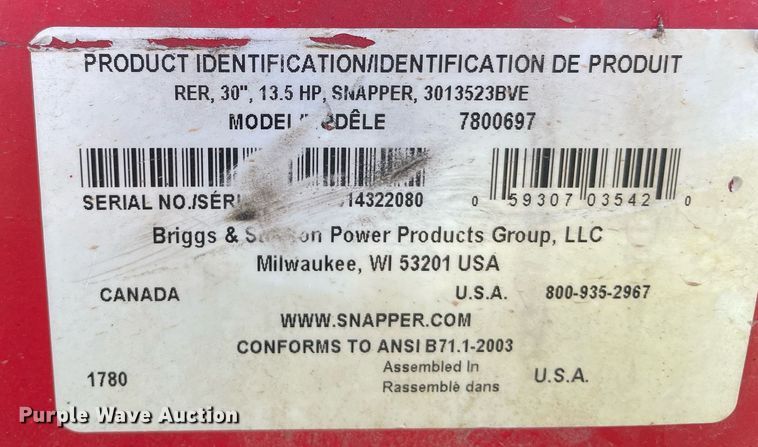 PRODUCT IDENTIFICATION/IDENTIFICATION DE PRODUIT
RER, 30", 13.5 HP, SNAPPER, 3013523BVE
MODEL 7800697
SERIAL NO./SÉRI 14322080 0 59307 03542 0
Briggs & Power Products Group, LLC
Milwaukee, WI 53201 USA
CANADA U.S.A. 800-935-2967
WWW.SNAPPER.COM
CONFORMS TO ANSI B71.1-2003
1780 Assembled In
Rassemblé dans U.S.A.
Purple Wave Auction